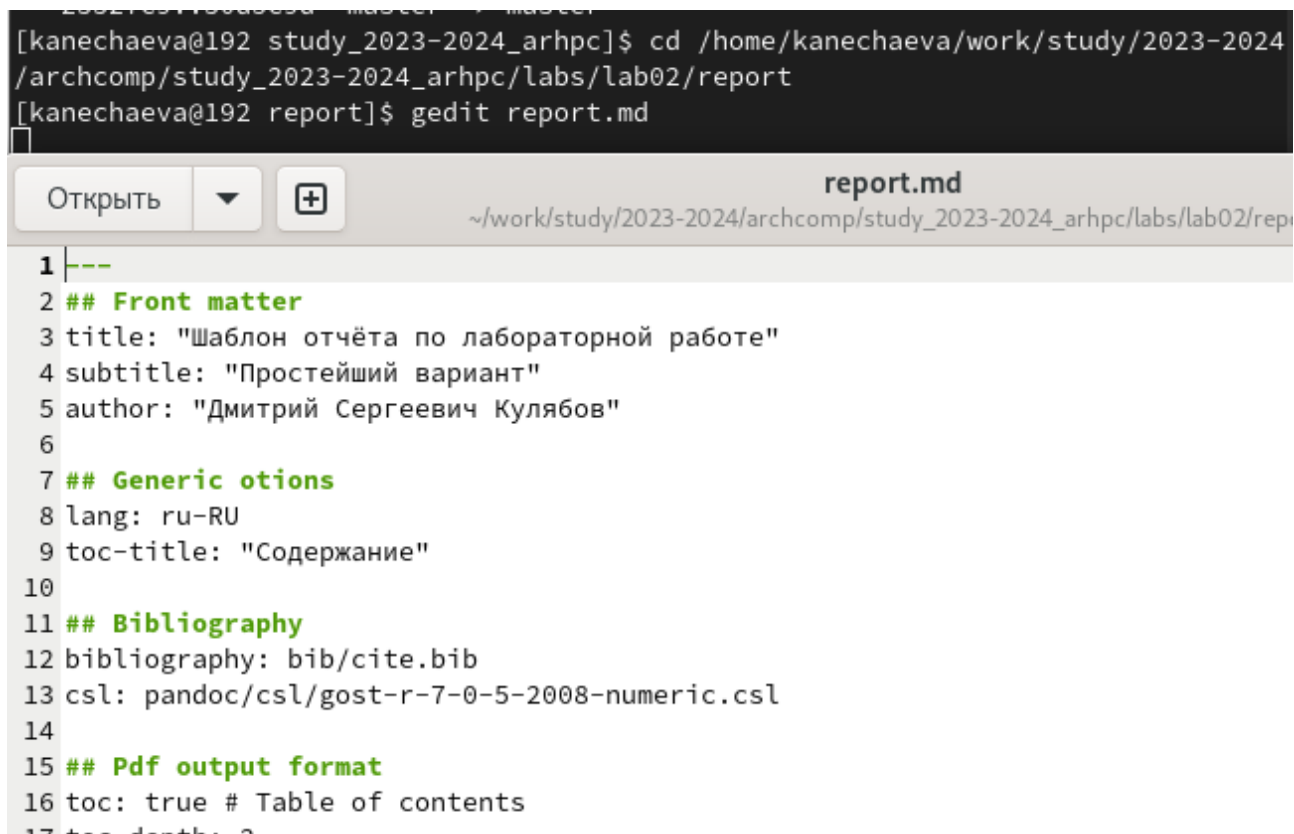 [kanechaeva@192 study_2023-2024_arhpc]$ cd /home/kanechaeva/work/study/2023-2024
/archcomp/study_2023-2024_arhpc/labs/lab02/report
[kanechaeva@192 report]$ gedit report.md
Открыть
report.md
~/work/study/2023-2024/archcomp/study_2023-2024_arhpc/labs/lab02/repo
1 ---
2 ## Front matter
3 title: "Шаблон отчёта по лабораторной работе"
4 subtitle: "Простейший вариант"
5 author: "Дмитрий Сергеевич Кулябов"
6
7 ## Generic otions
8 lang: ru-RU
9 toc-title: "Содержание"
10
11 ## Bibliography
12 bibliography: bib/cite.bib
13 csl: pandoc/csl/gost-r-7-0-5-2008-numeric.csl
14
15 ## Pdf output format
16 toc: true # Table of contents